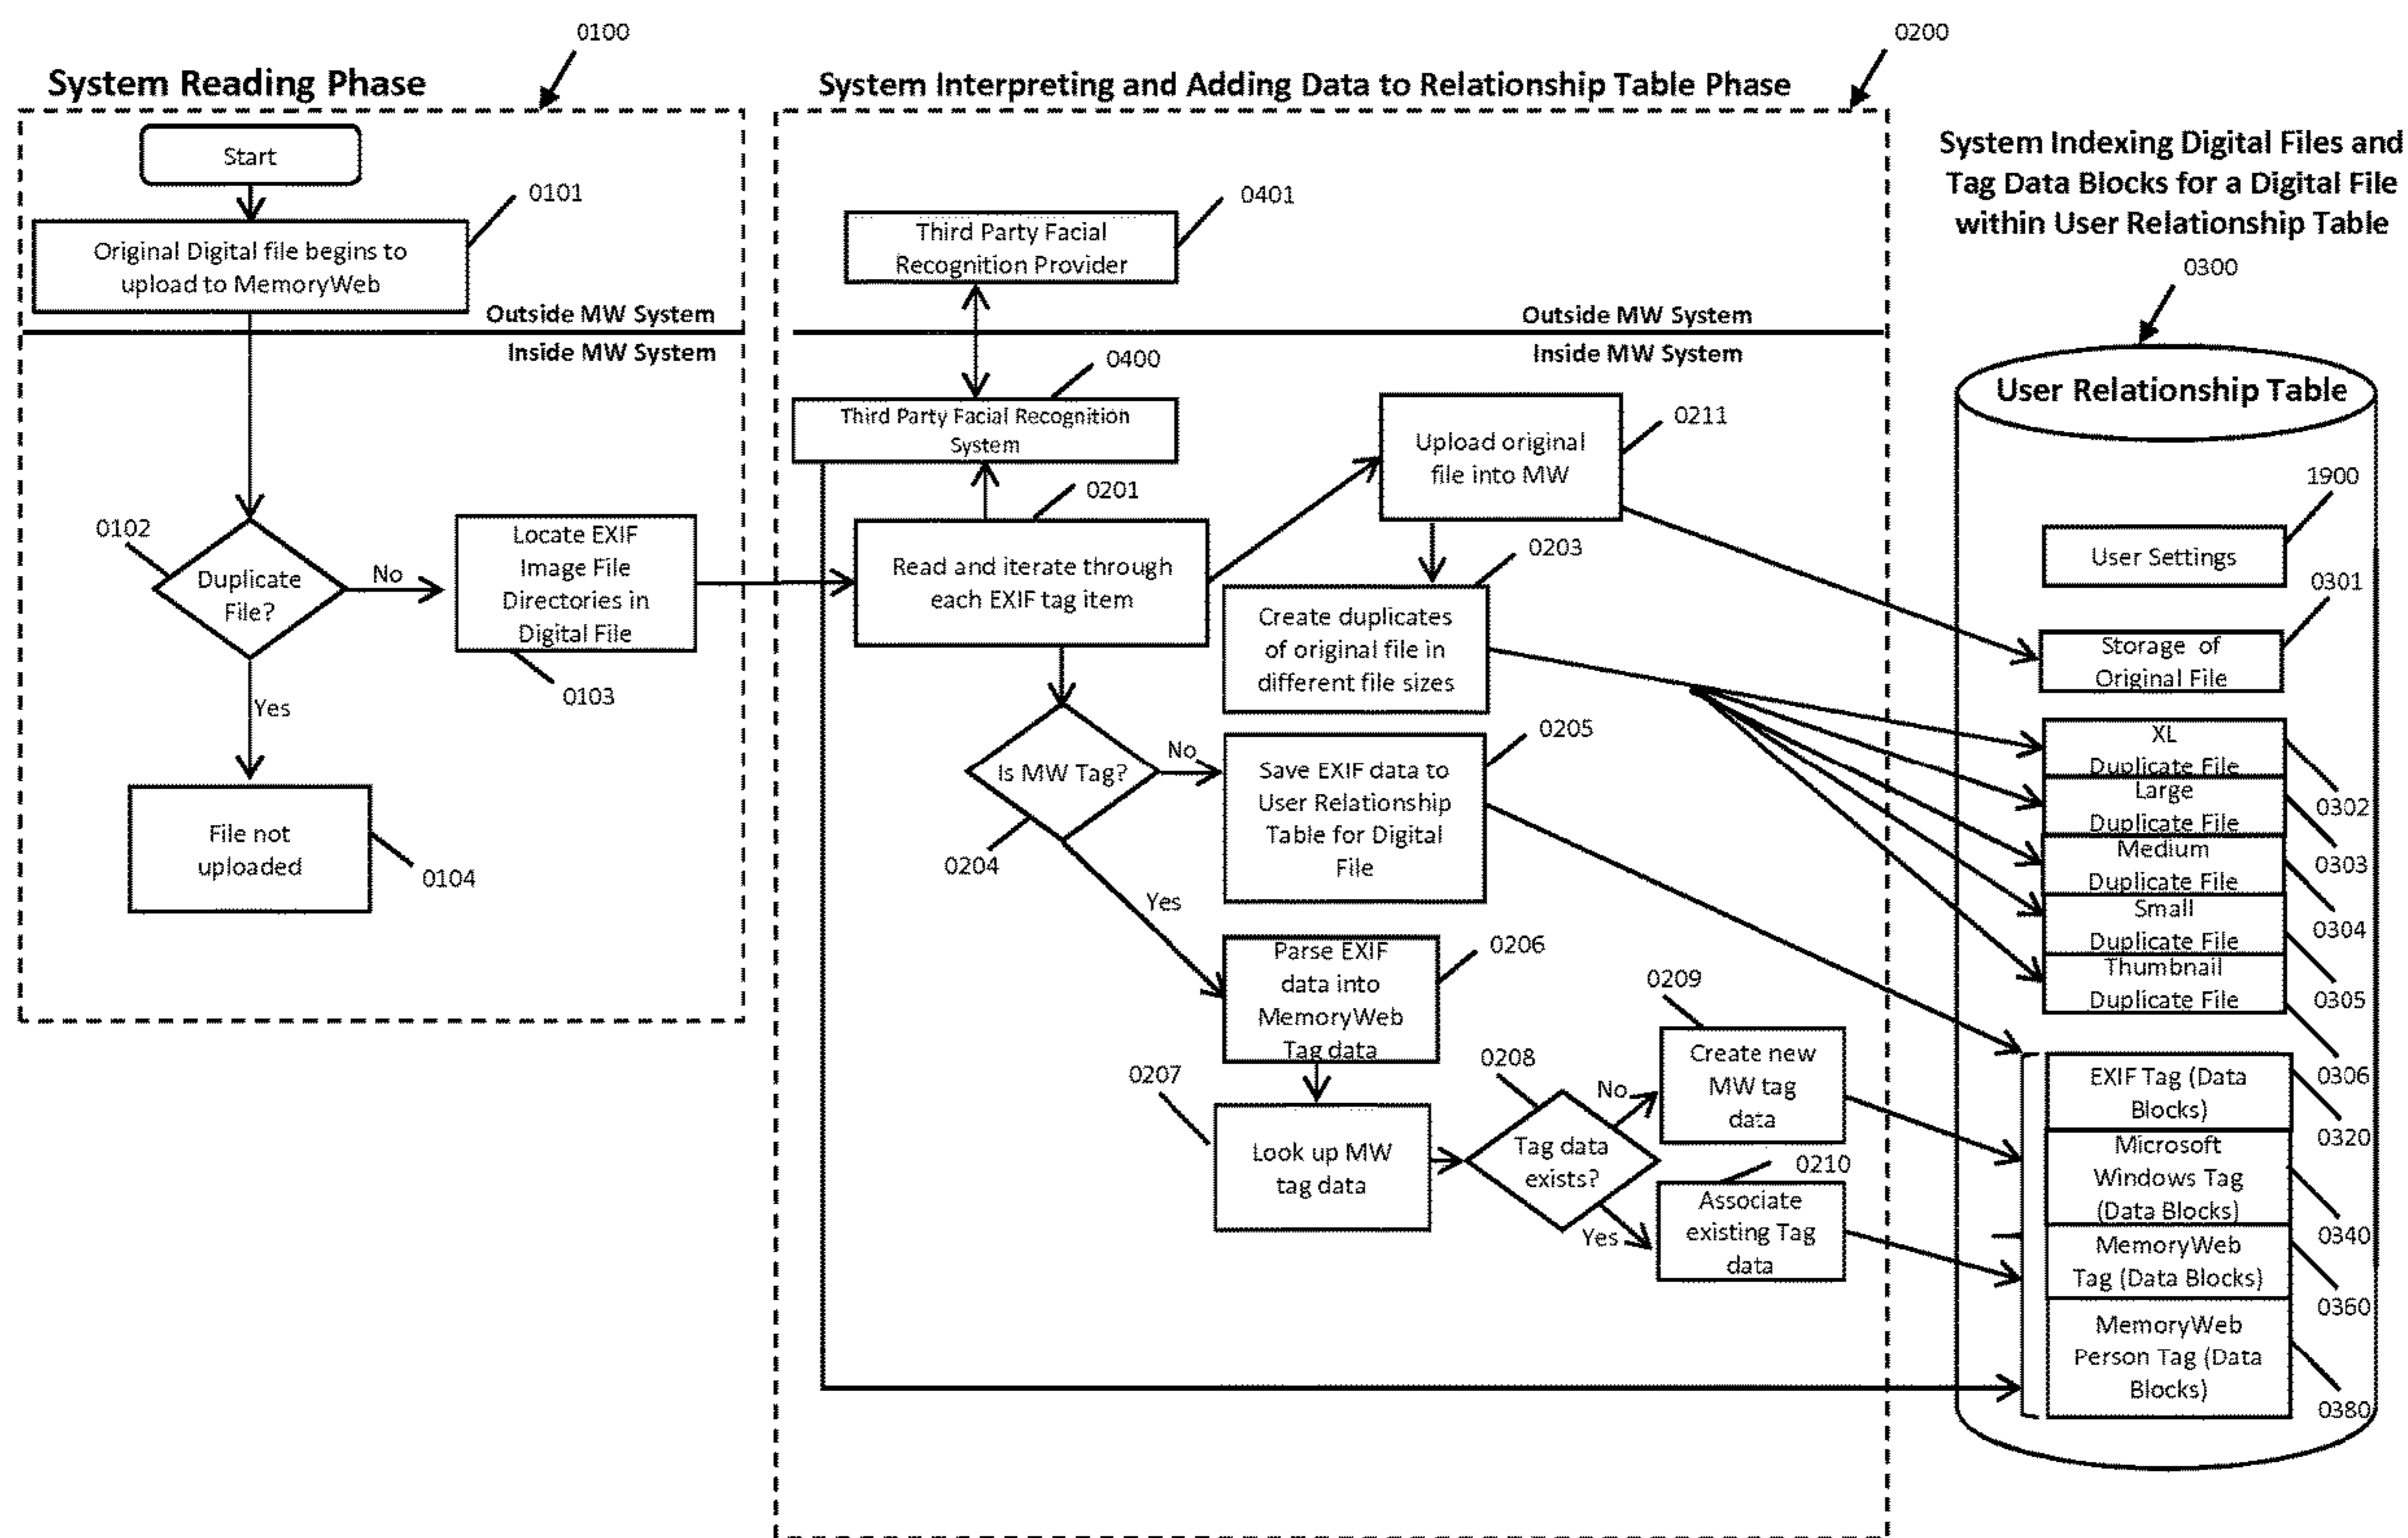 0100
System Reading Phase
Start
0101
Original Digital file begins to
upload to MemoryWeb
Outside MW System
Inside MW System
0102
Duplicate
File?
No
Locate EXIF
Image File
Directories in
Digital File
0103
Yes
File not
uploaded
0104
0200
System Interpreting and Adding Data to Relationship Table Phase
0401
Third Party Facial
Recognition Provider
Outside MW System
Inside MW System
0400
Third Party Facial Recognition
System
0201
Read and iterate through
each EXIF tag item
0211
Upload original
file into MW
0203
Create duplicates
of original file in
different file sizes
Is MW Tag?
0204
No
0205
Save EXIF data to
User Relationship
Table for Digital
File
Yes
0206
Parse EXIF
data into
MemoryWeb
Tag data
0207
Look up MW
tag data
0208
Tag data
exists?
No
0209
Create new
MW tag
data
Yes
0210
Associate
existing Tag
data
System Indexing Digital Files and
Tag Data Blocks for a Digital File
within User Relationship Table
0300
User Relationship Table
1900
User Settings
0301
Storage of
Original File
XL
Duplicate File
0302
Large
Duplicate File
0303
Medium
Duplicate File
0304
Small
Duplicate File
0305
Thumbnail
Duplicate File
0306
EXIF Tag (Data
Blocks)
0320
Microsoft
Windows Tag
(Data Blocks)
0340
MemoryWeb
Tag (Data Blocks)
0360
MemoryWeb
Person Tag (Data
Blocks)
0380